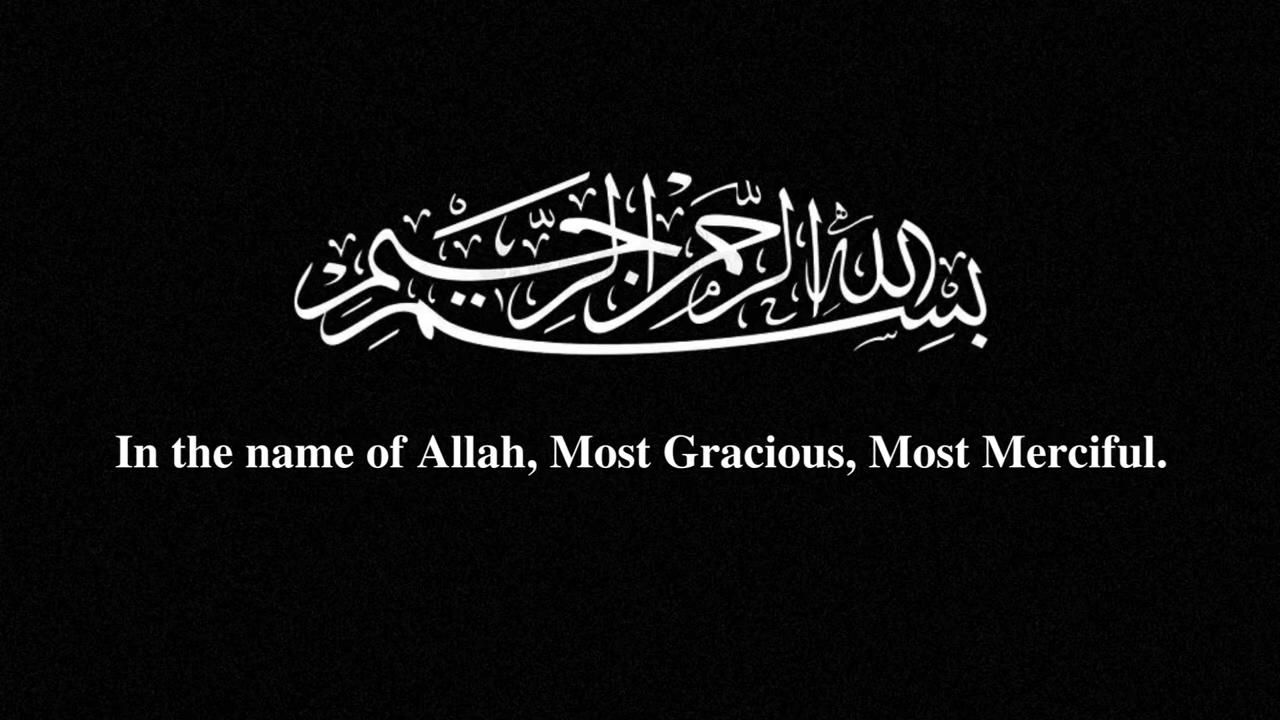 بسم الله الرحمن الرحيم
In the name of Allah, Most Gracious, Most Merciful.